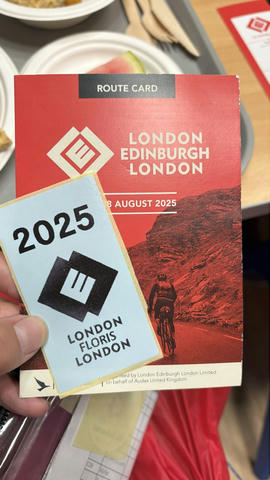 ROUTE CARD
LONDON
EDINBURGH
LONDON
8 AUGUST 2025
2025
LONDON
FLORIS
LONDON
by London Edinburgh London Limited
on behalf of Audax United Kingdom